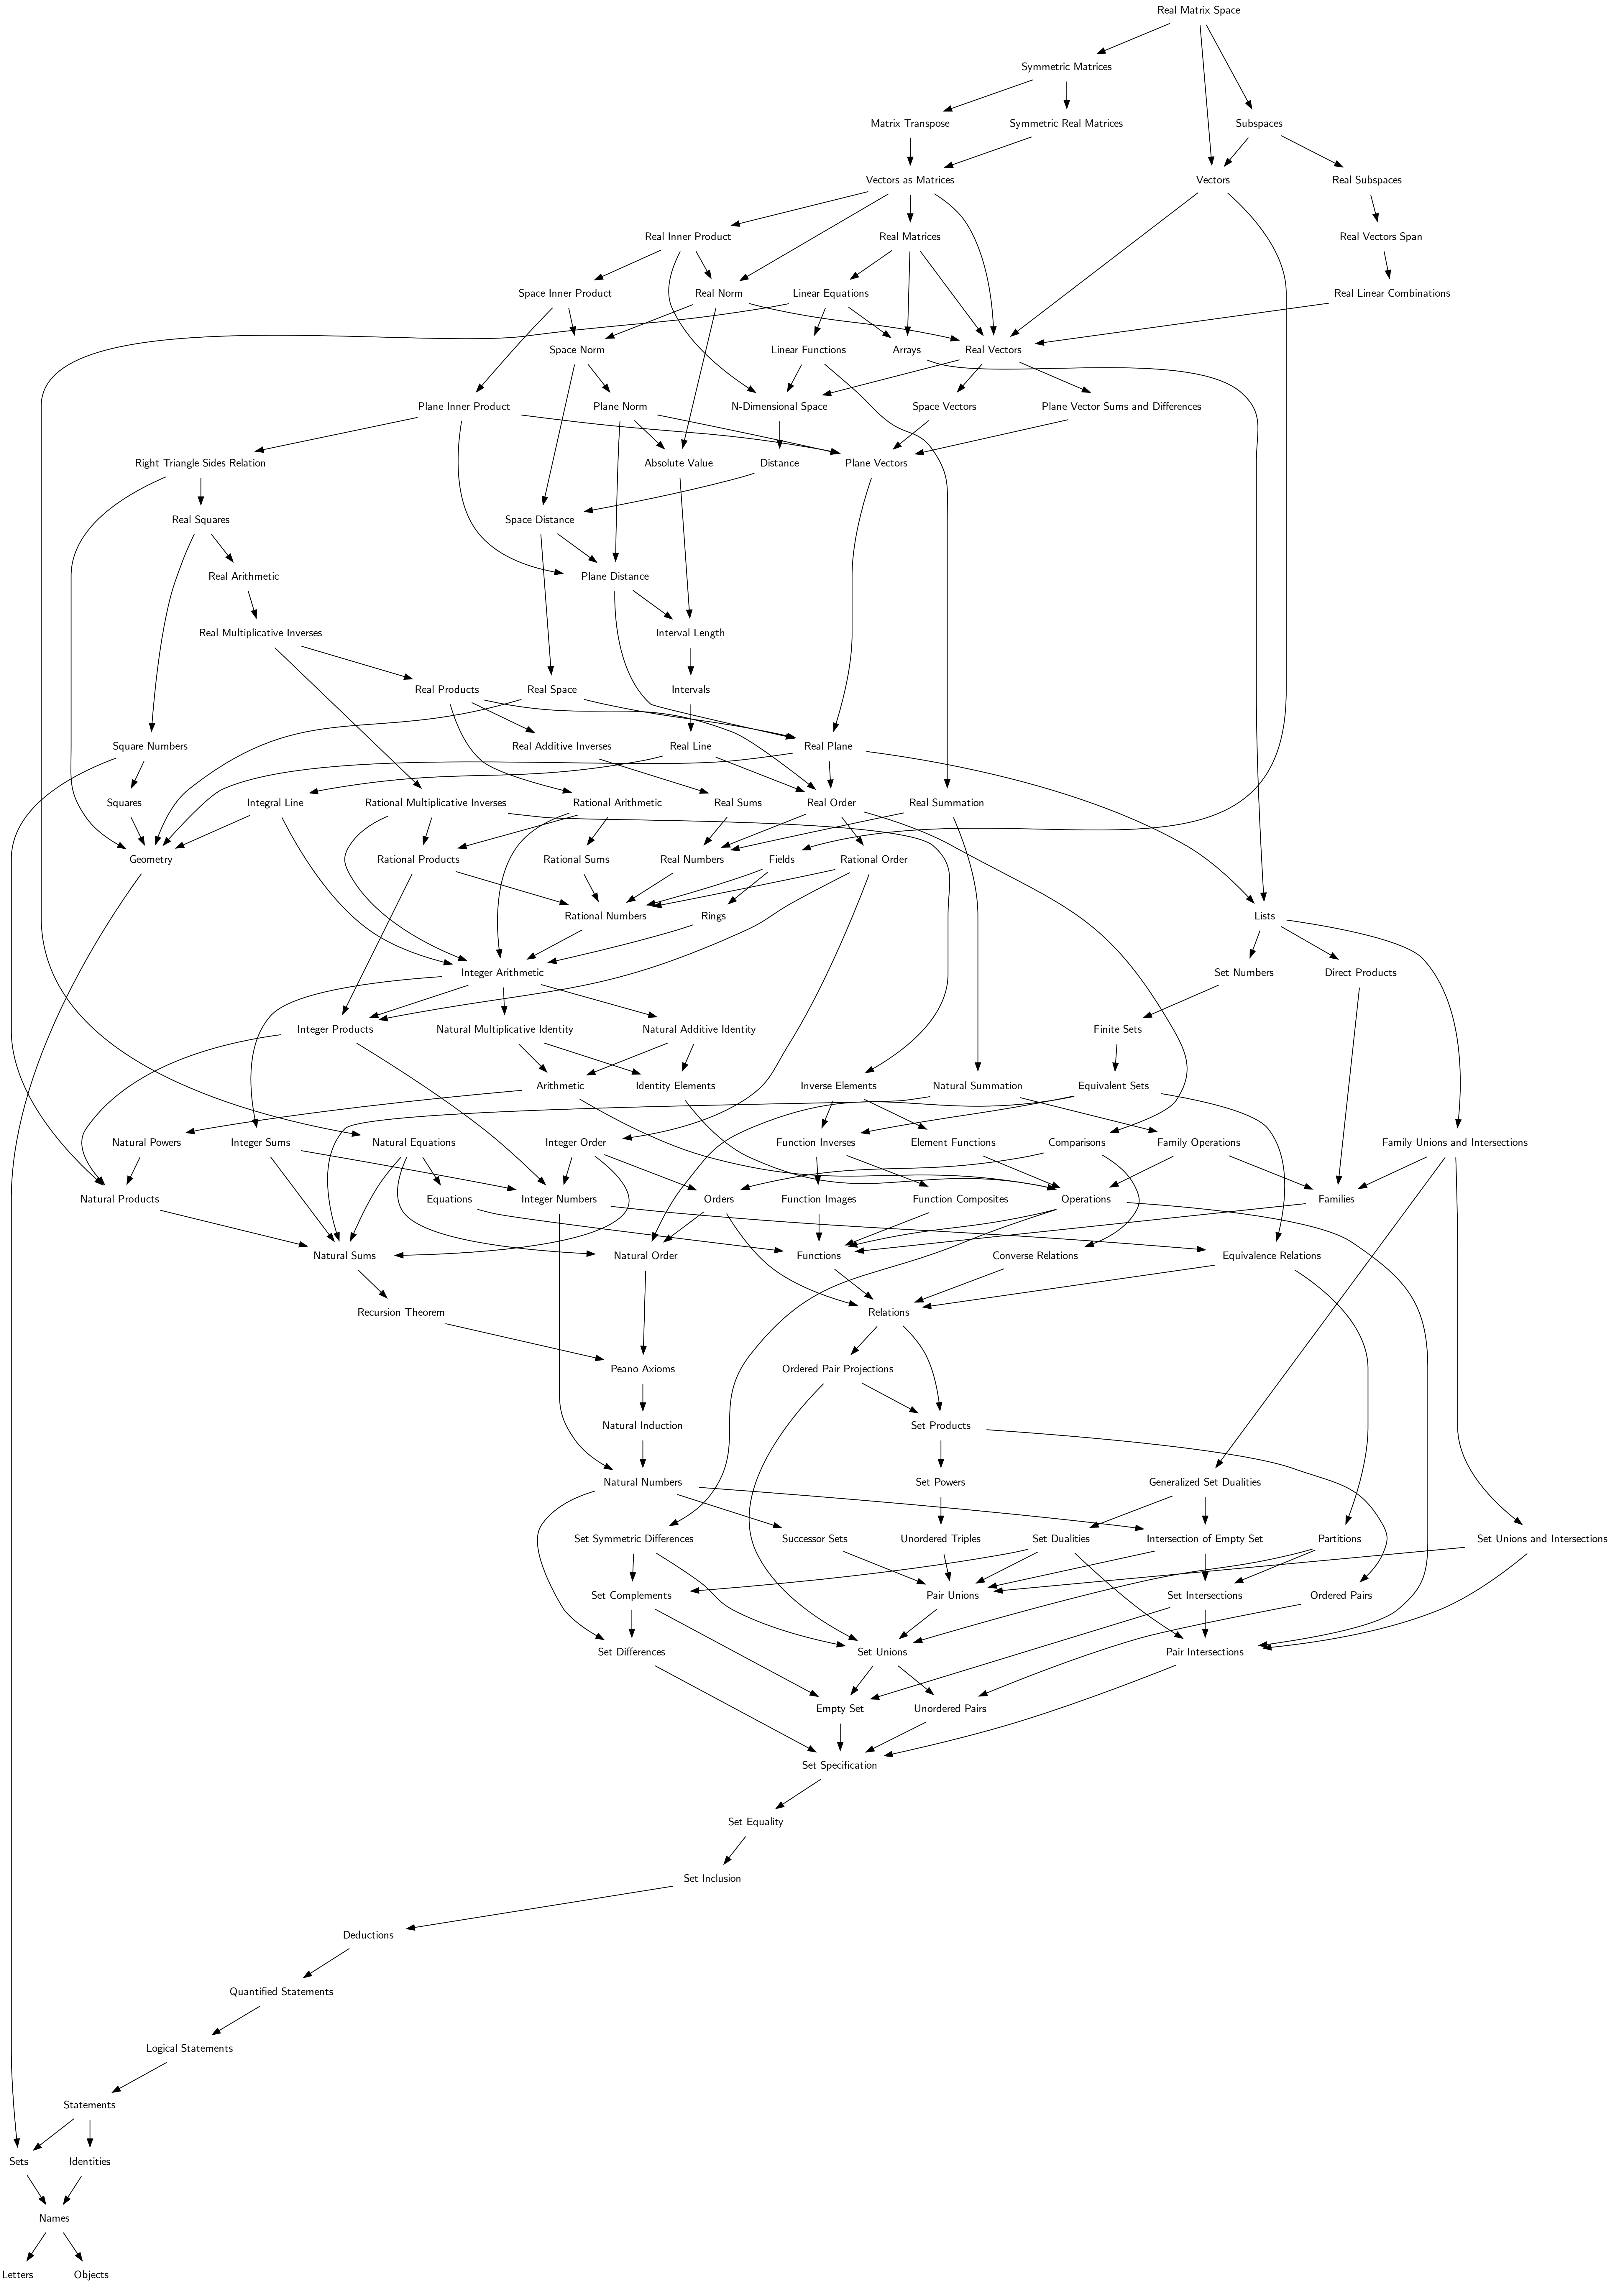 Real Matrix Space
Symmetric Matrices
Matrix Transpose
Symmetric Real Matrices
Subspaces
Vectors as Matrices
Vectors
Real Subspaces
Real Inner Product
Real Matrices
Real Vectors Span
Space Inner Product
Real Norm
Linear Equations
Real Linear Combinations
Space Norm
Linear Functions
Arrays
Real Vectors
Plane Inner Product
Plane Norm
N-Dimensional Space
Space Vectors
Plane Vector Sums and Differences
Right Triangle Sides Relation
Absolute Value
Distance
Plane Vectors
Real Squares
Space Distance
Real Arithmetic
Plane Distance
Real Multiplicative Inverses
Interval Length
Real Products
Real Space
Intervals
Square Numbers
Real Additive Inverses
Real Line
Real Plane
Squares
Integral Line
Rational Multiplicative Inverses
Rational Arithmetic
Real Sums
Real Order
Real Summation
Geometry
Rational Products
Rational Sums
Real Numbers
Fields
Rational Order
Rational Numbers
Rings
Lists
Integer Arithmetic
Set Numbers
Direct Products
Integer Products
Natural Multiplicative Identity
Natural Additive Identity
Finite Sets
Arithmetic
Identity Elements
Inverse Elements
Natural Summation
Equivalent Sets
Natural Powers
Integer Sums
Natural Equations
Integer Order
Function Inverses
Element Functions
Comparisons
Family Operations
Family Unions and Intersections
Natural Products
Equations
Integer Numbers
Orders
Function Images
Function Composites
Operations
Families
Natural Sums
Natural Order
Functions
Converse Relations
Equivalence Relations
Recursion Theorem
Relations
Peano Axioms
Ordered Pair Projections
Natural Induction
Set Products
Natural Numbers
Set Powers
Generalized Set Dualities
Set Symmetric Differences
Successor Sets
Unordered Triples
Set Dualities
Intersection of Empty Set
Partitions
Set Unions and Intersections
Set Complements
Pair Unions
Set Intersections
Ordered Pairs
Set Differences
Set Unions
Pair Intersections
Empty Set
Unordered Pairs
Set Specification
Set Equality
Set Inclusion
Deductions
Quantified Statements
Logical Statements
Statements
Sets
Identities
Names
Letters
Objects